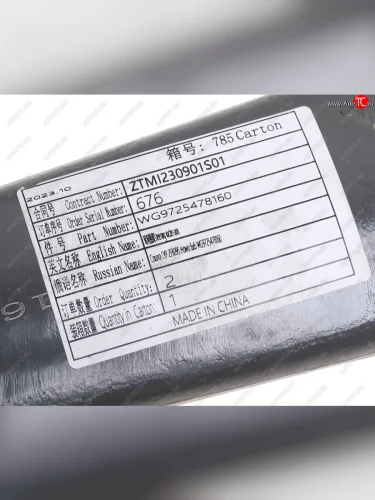 2023.10
箱号: 785 Carton
合同号 Contract Number: ZTMI230901S01
订单序号 Order Serial Number: 676
件 号 Part Number: WG9725478160
英文名称 English Name:
俄语名称 Russian Name: WG9725478160
订单数量 Order Quantity: 2
装箱数量 Quantity in Carton: 1
MADE IN CHINA